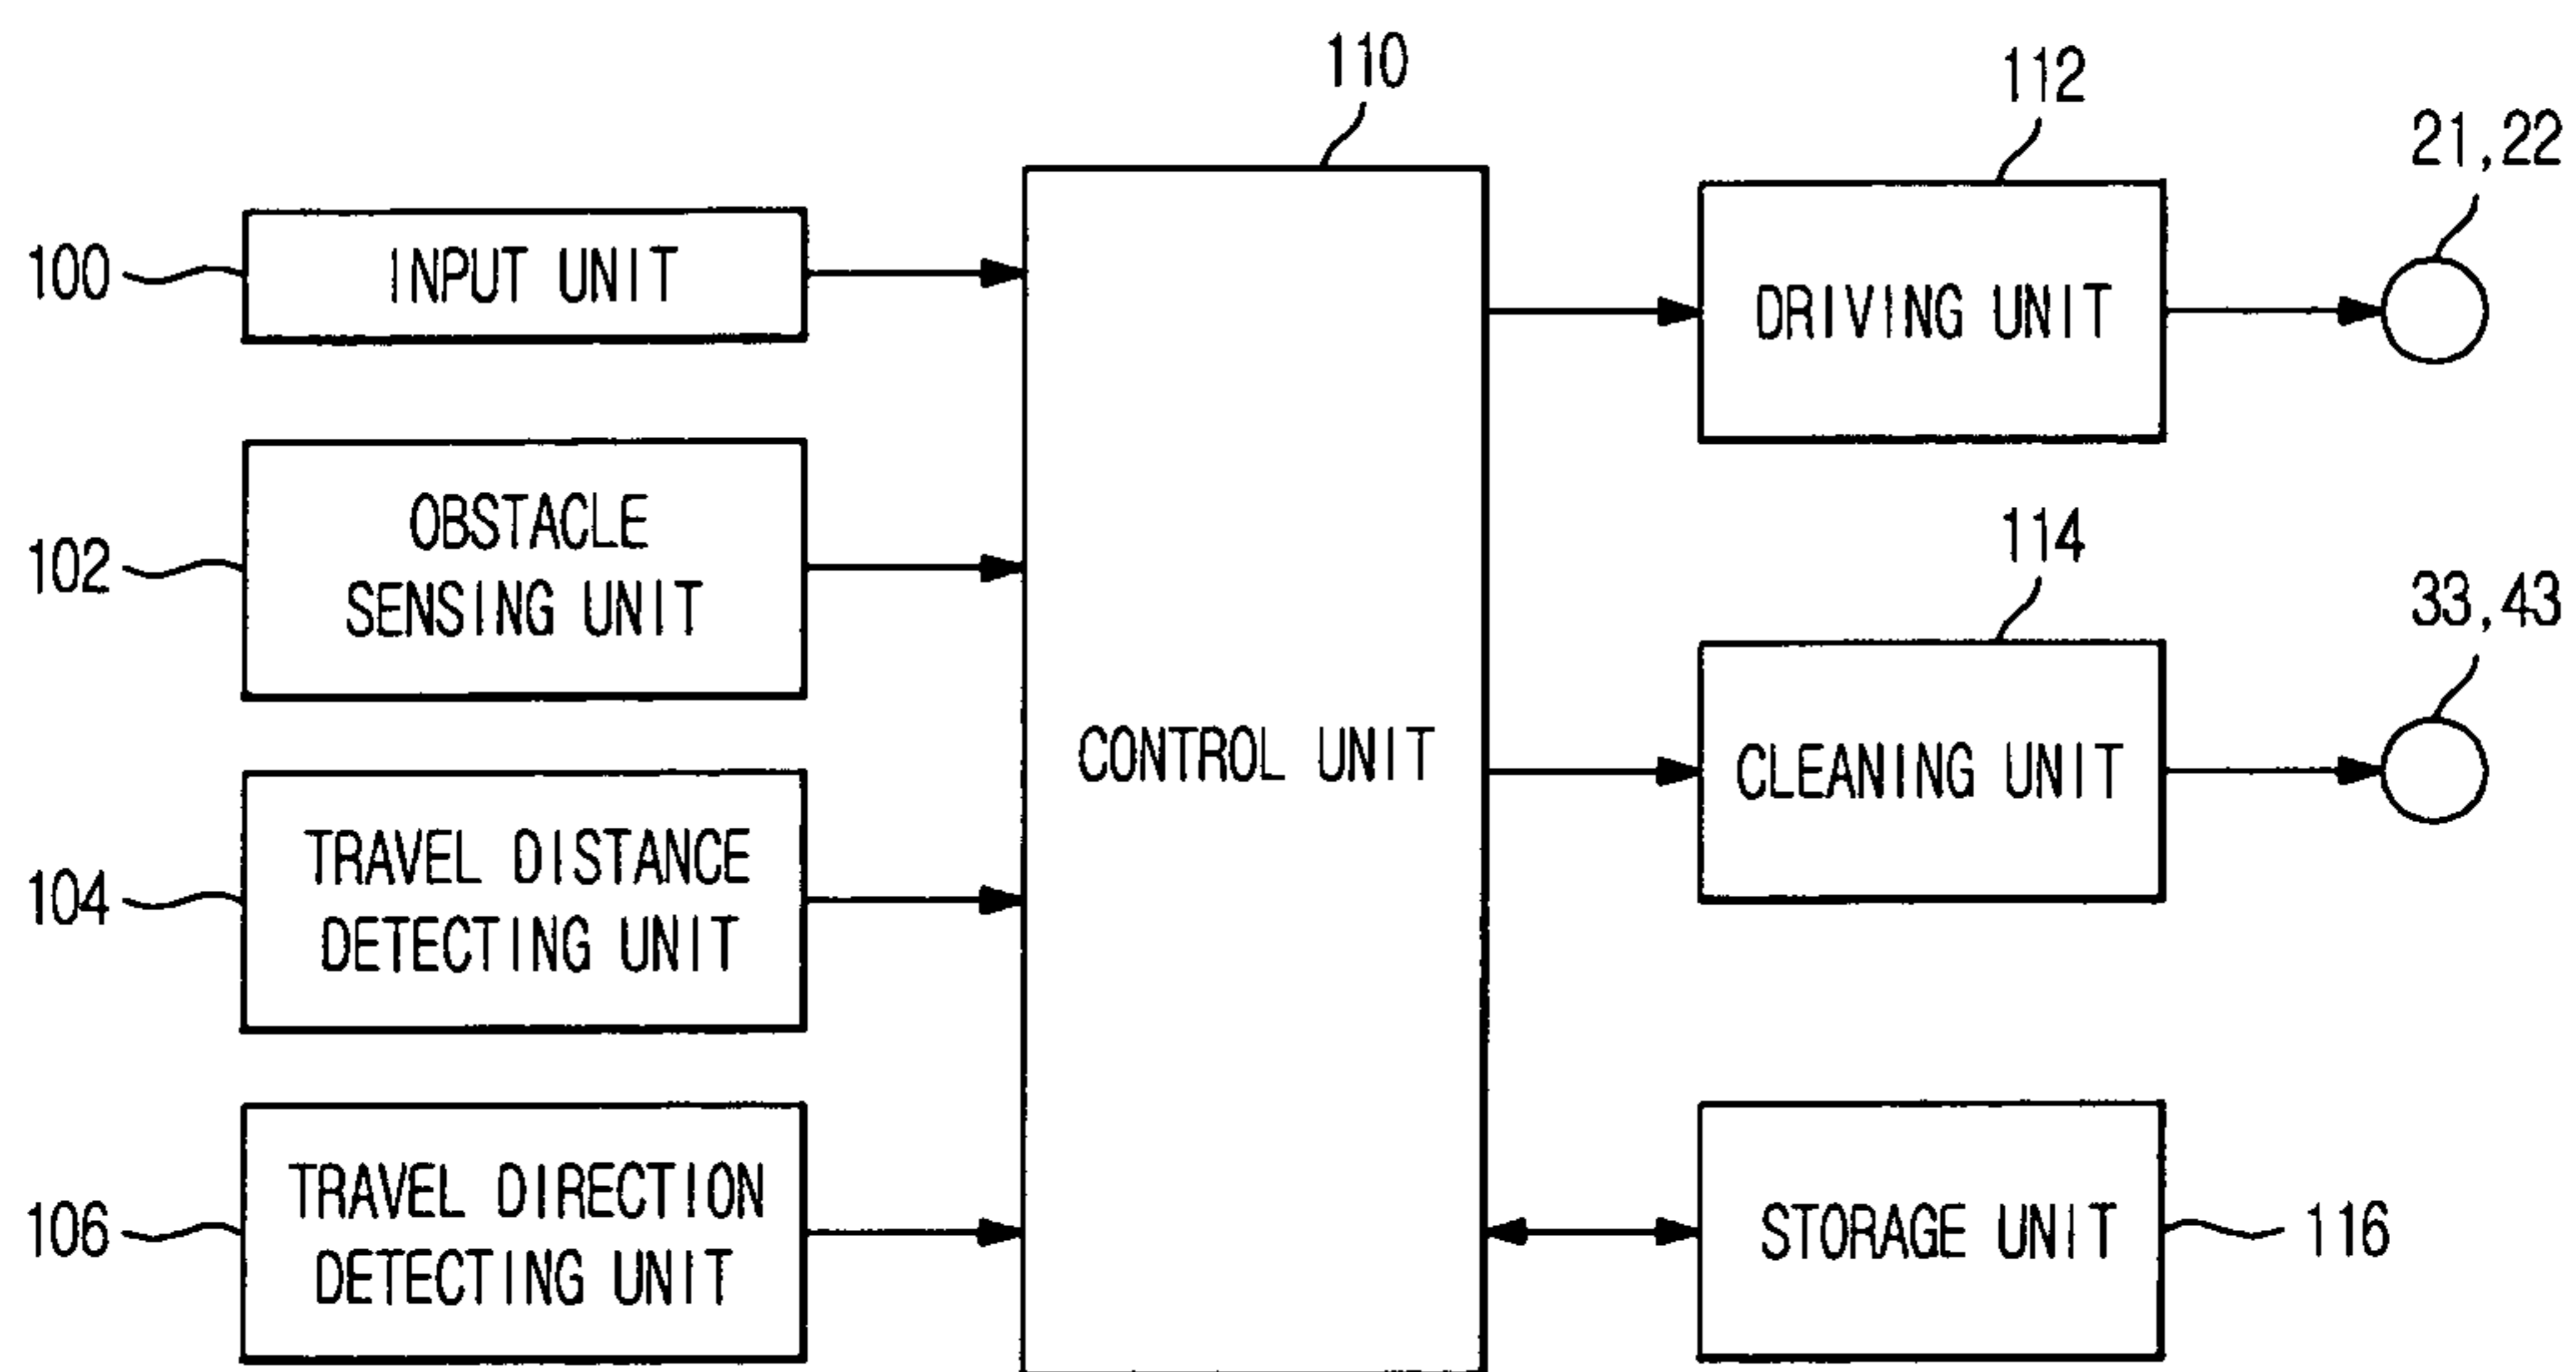 110
112
21,22
100
INPUT UNIT
DRIVING UNIT
102
OBSTACLE
SENSING UNIT
114
33,43
CONTROL UNIT
CLEANING UNIT
104
TRAVEL DISTANCE
DETECTING UNIT
106
TRAVEL DIRECTION
DETECTING UNIT
STORAGE UNIT
116